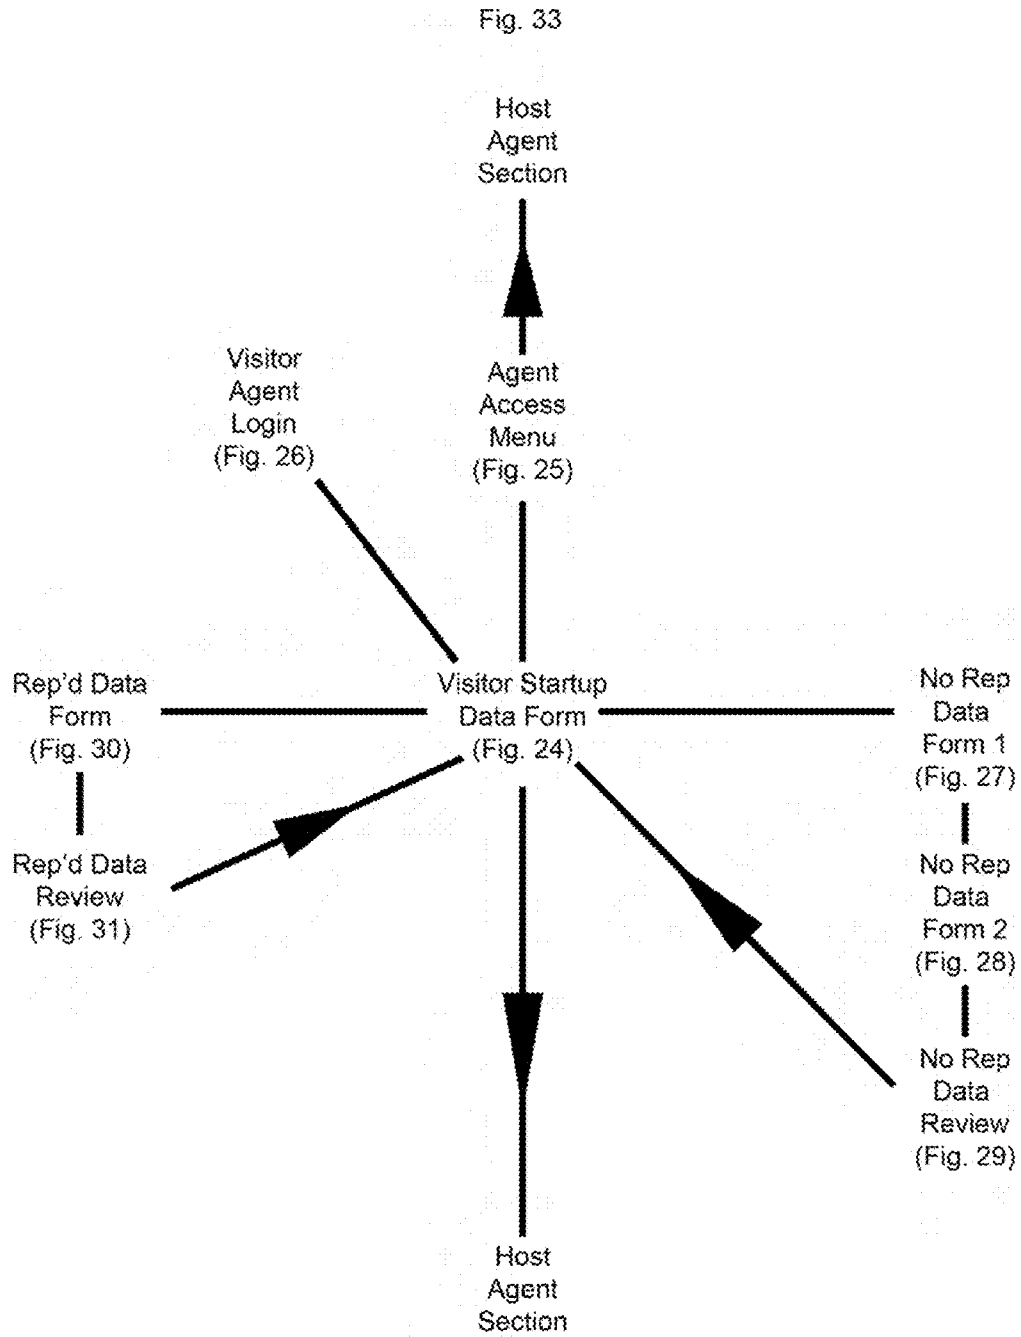 Fig. 33
Host
Agent
Section
Visitor
Agent
Login
(Fig. 26)
Agent
Access
Menu
(Fig. 25)
Rep'd Data
Form
(Fig. 30)
Visitor Startup
Data Form
(Fig. 24)
No Rep
Data
Form 1
(Fig. 27)
Rep'd Data
Review
(Fig. 31)
No Rep
Data
Form 2
(Fig. 28)
No Rep
Data
Review
(Fig. 29)
Host
Agent
Section